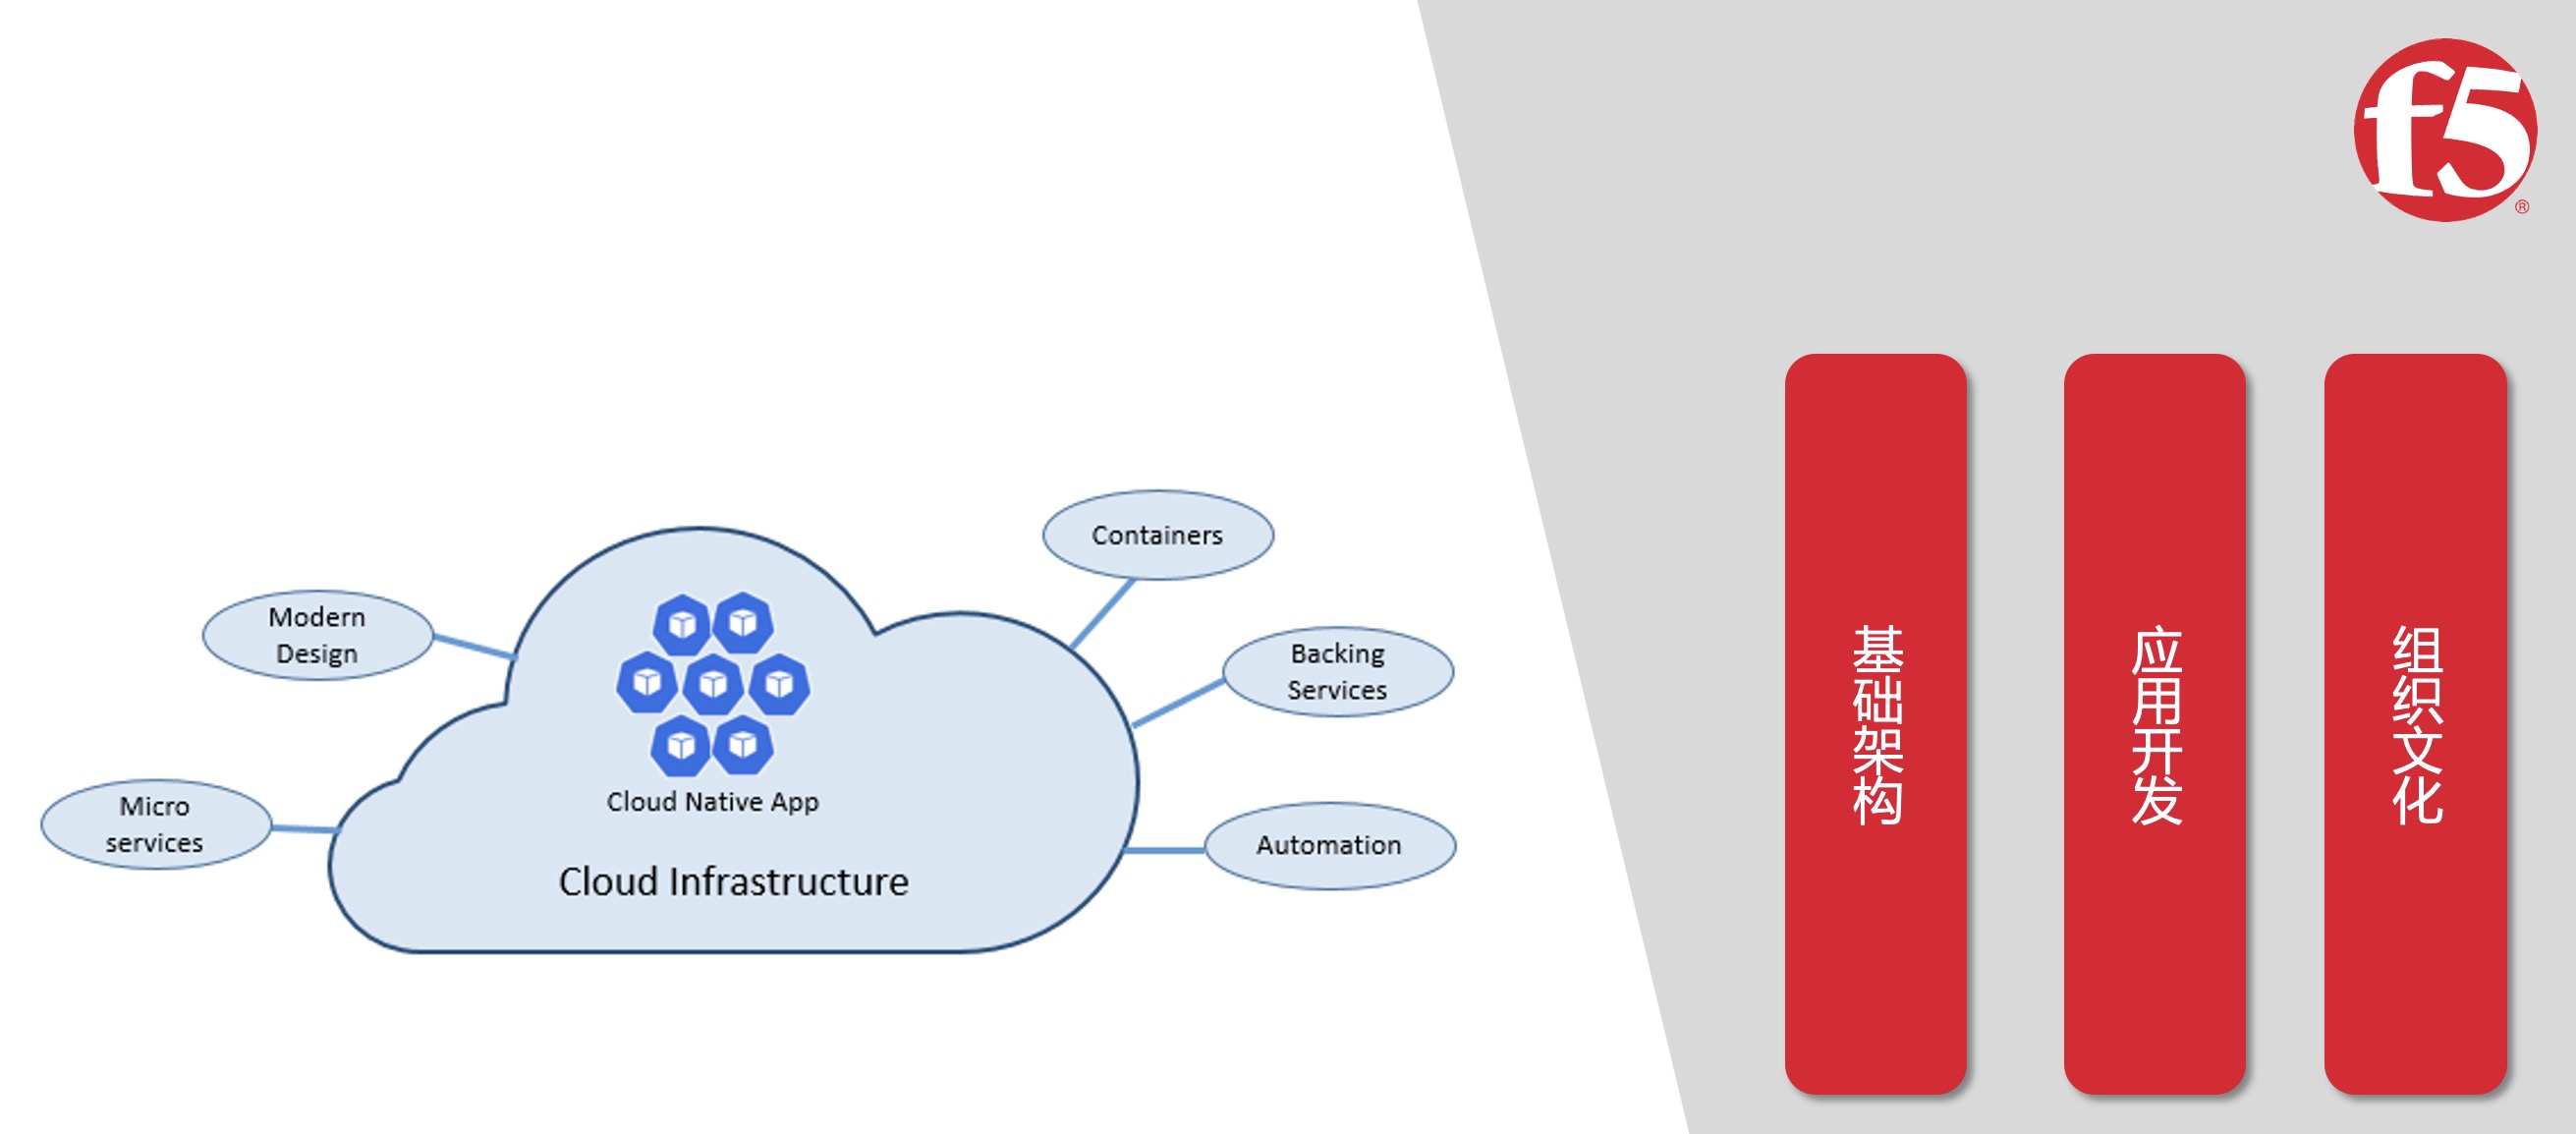 Modern
Design
Micro
services
Containers
Backing
Services
Automation
Cloud Native App
Cloud Infrastructure
f5
®
基础架构
应用开发
组织文化